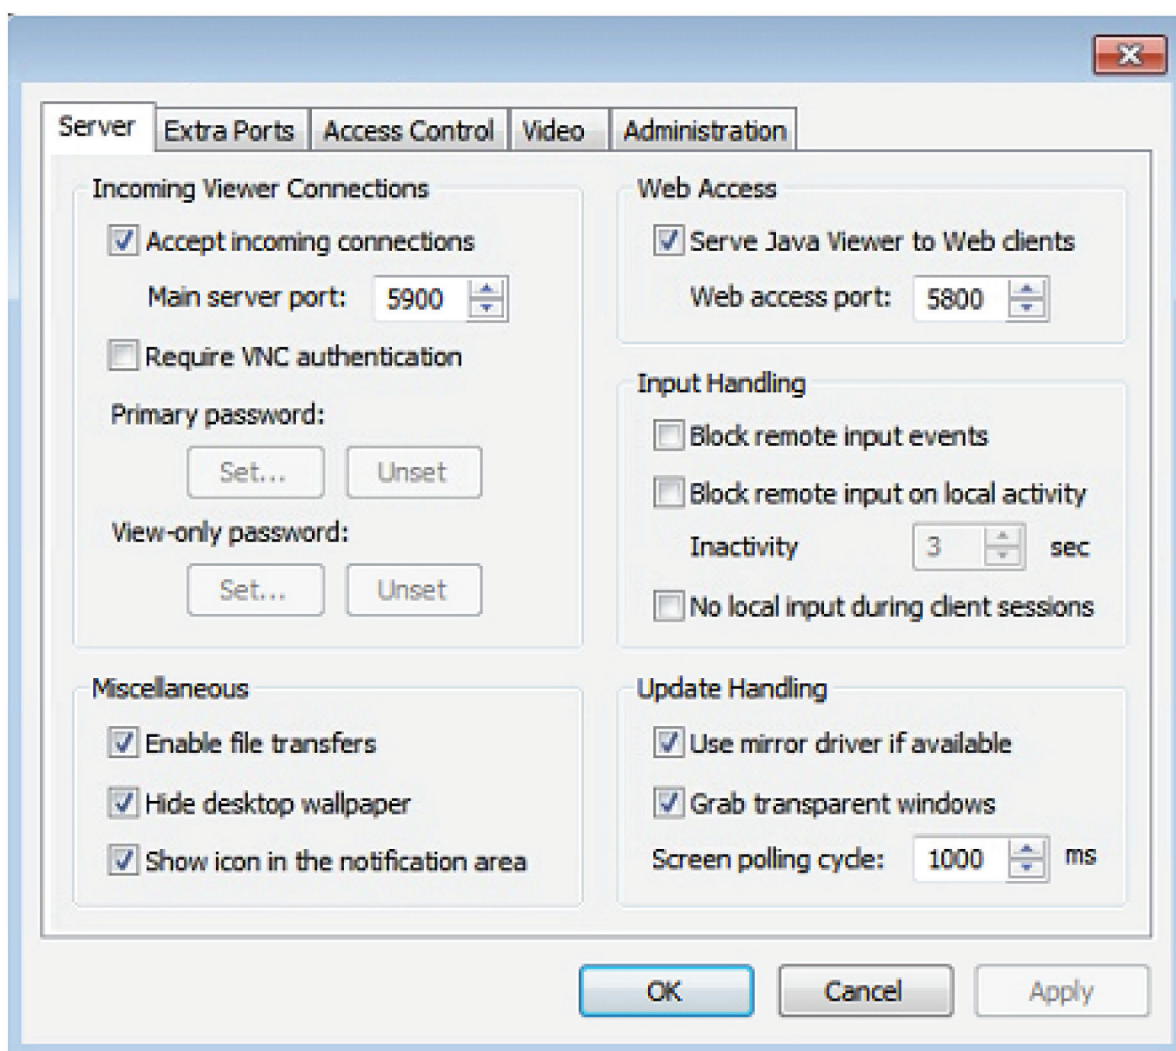 Server Extra Ports Access Control Video Administration
Incoming Viewer Connections
Accept incoming connections
Main server port: 5900
Require VNC authentication
Primary password:
Set... Unset
View-only password:
Set... Unset
Miscellaneous
Enable file transfers
Hide desktop wallpaper
Show icon in the notification area
Web Access
Serve Java Viewer to Web clients
Web access port: 5800
Input Handling
Block remote input events
Block remote input on local activity
Inactivity 3 sec
No local input during client sessions
Update Handling
Use mirror driver if available
Grab transparent windows
Screen polling cycle: 1000 ms
OK Cancel Apply